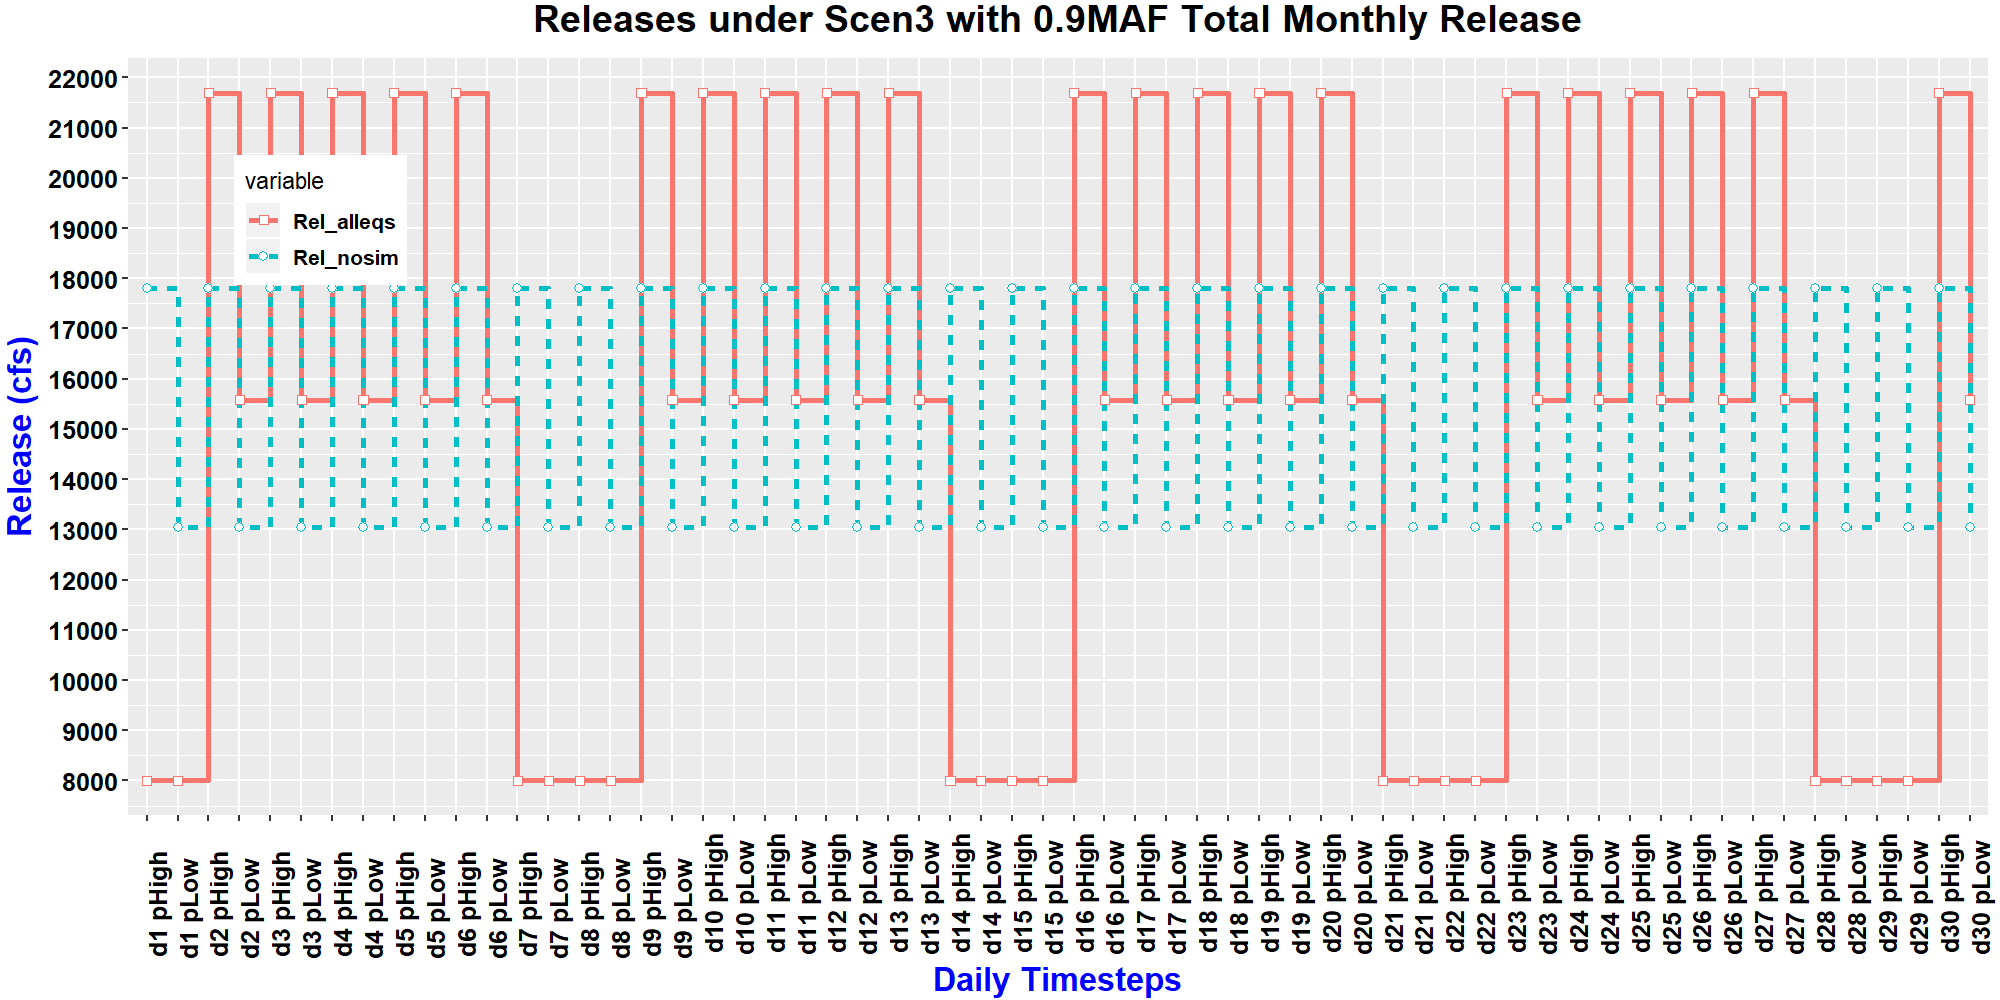 Releases under Scen3 with 0.9MAF Total Monthly Release
22000
21000
20000
19000
18000
17000
16000
15000
14000
13000
12000
11000
10000
9000
8000
Release (cfs)
variable
Rel_alleqs
Rel_nosim
d1 pHigh
d1 pLow
d2 pHigh
d2 pLow
d3 pHigh
d3 pLow
d4 pHigh
d4 pLow
d5 pHigh
d5 pLow
d6 pHigh
d6 pLow
d7 pHigh
d7 pLow
d8 pHigh
d8 pLow
d9 pHigh
d9 pLow
d10 pHigh
d10 pLow
d11 pHigh
d11 pLow
d12 pHigh
d12 pLow
d13 pHigh
d13 pLow
d14 pHigh
d14 pLow
d15 pHigh
d15 pLow
d16 pHigh
d16 pLow
d17 pHigh
d17 pLow
d18 pHigh
d18 pLow
d19 pHigh
d19 pLow
d20 pHigh
d20 pLow
d21 pHigh
d21 pLow
d22 pHigh
d22 pLow
d23 pHigh
d23 pLow
d24 pHigh
d24 pLow
d25 pHigh
d25 pLow
d26 pHigh
d26 pLow
d27 pHigh
d27 pLow
d28 pHigh
d28 pLow
d29 pHigh
d29 pLow
d30 pHigh
d30 pLow
Daily Timesteps